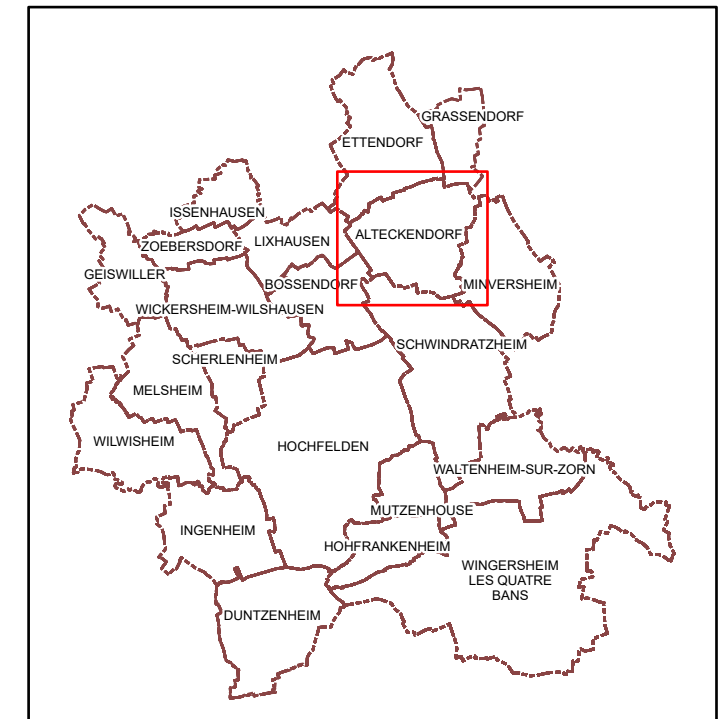 GRASSENDORF
ETTENDORF
ISSENHAUSEN
ALTECKENDORF
ZOEBERSDORF
LIXHAUSEN
GEISWILLER
BOSSENDORF
MINVERSHEIM
WICKERSHEIM-WILSHAUSEN
SCHWINDRATZHEIM
SCHERLENHEIM
MELSHEIM
WILWISHEIM
HOCHFELDEN
WALTENHEIM-SUR-ZORN
MUTZENHOUSE
INGENHEIM
HOHFRANKENHEIM
WINGERSHEIM
LES QUATRE
BANS
DUNTZENHEIM